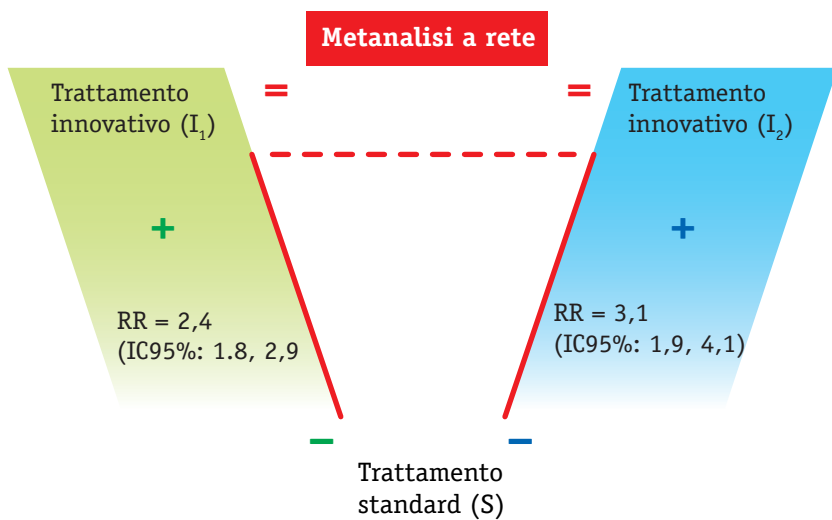 Metanalisi a rete
= =
Trattamento
innovativo (I₁)
Trattamento
innovativo (I₂)
+ +
RR = 2,4
(IC95%: 1.8, 2,9
RR = 3,1
(IC95%: 1,9, 4,1)
– –
Trattamento
standard (S)